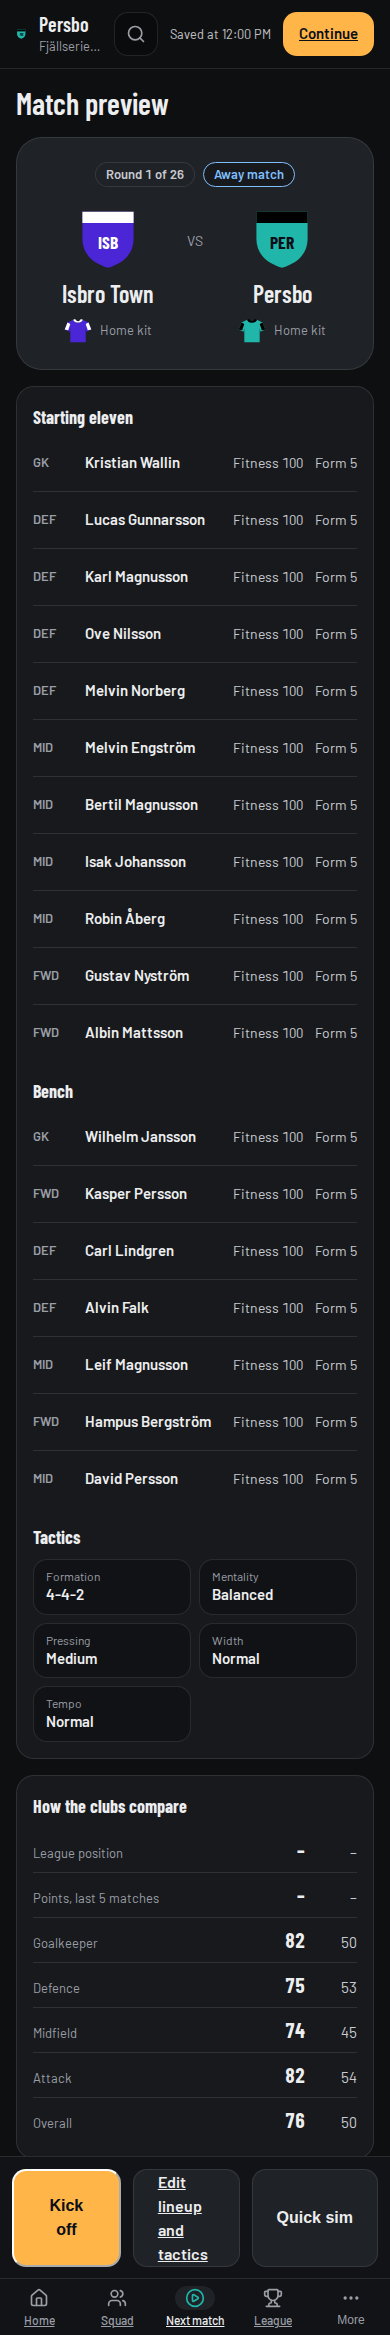 Persbo
Fjällserie...
Saved at 12:00 PM
Continue
Match preview
Round 1 of 26
Away match
ISB
VS
PER
Isbro Town
Persbo
Home kit
Home kit
Starting eleven
GK Kristian Wallin Fitness 100 Form 5
DEF Lucas Gunnarsson Fitness 100 Form 5
DEF Karl Magnusson Fitness 100 Form 5
DEF Ove Nilsson Fitness 100 Form 5
DEF Melvin Norberg Fitness 100 Form 5
MID Melvin Engström Fitness 100 Form 5
MID Bertil Magnusson Fitness 100 Form 5
MID Isak Johansson Fitness 100 Form 5
MID Robin Åberg Fitness 100 Form 5
FWD Gustav Nyström Fitness 100 Form 5
FWD Albin Mattsson Fitness 100 Form 5
Bench
GK Wilhelm Jansson Fitness 100 Form 5
FWD Kasper Persson Fitness 100 Form 5
DEF Carl Lindgren Fitness 100 Form 5
DEF Alvin Falk Fitness 100 Form 5
MID Leif Magnusson Fitness 100 Form 5
FWD Hampus Bergström Fitness 100 Form 5
MID David Persson Fitness 100 Form 5
Tactics
Formation
4-4-2
Mentality
Balanced
Pressing
Medium
Width
Normal
Tempo
Normal
How the clubs compare
League position – –
Points, last 5 matches – –
Goalkeeper 82 50
Defence 75 53
Midfield 74 45
Attack 82 54
Overall 76 50
Kick
off
Edit
lineup
and
tactics
Quick sim
Home
Squad
Next match
League
More